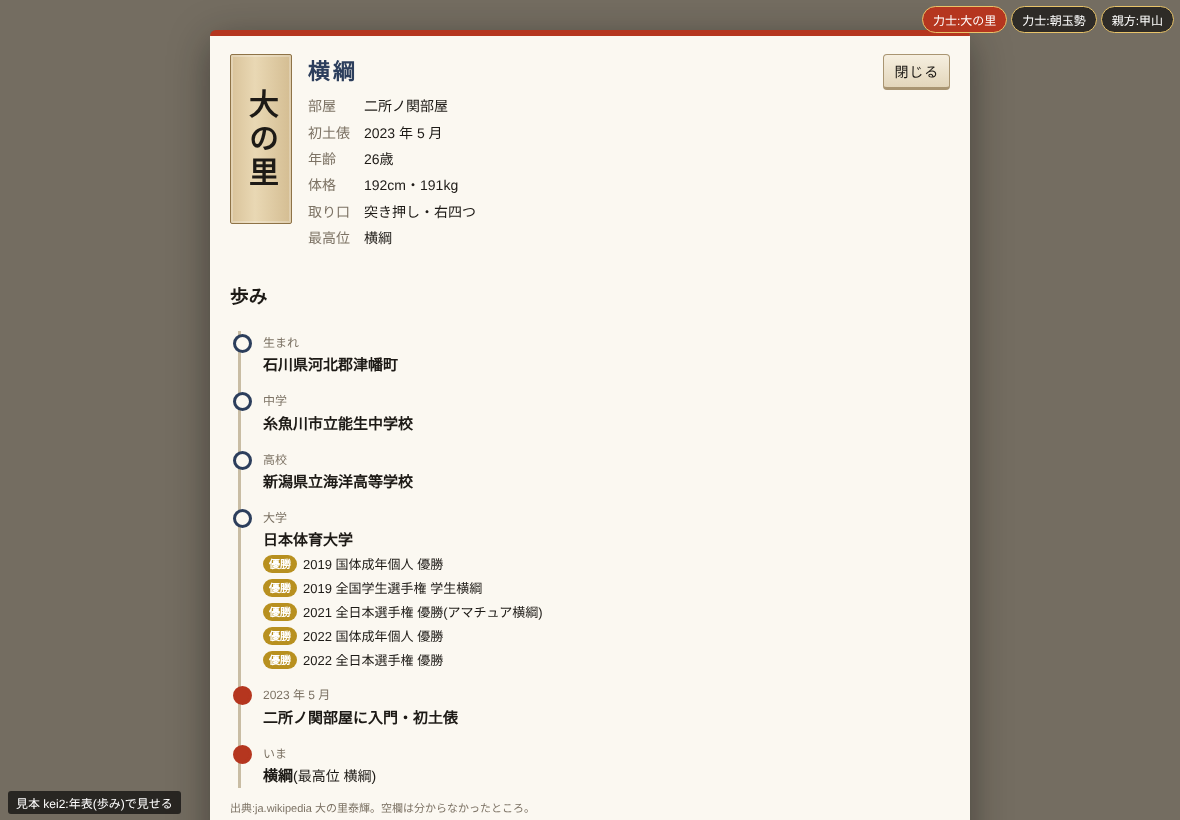 力士:大の里
力士:朝玉勢
親方:甲山
大の里
横綱
閉じる
部屋 二所ノ関部屋
初土俵 2023 年 5 月
年齢 26歳
体格 192cm・191kg
取り口 突き押し・右四つ
最高位 横綱
歩み
生まれ
石川県河北郡津幡町
中学
糸魚川市立能生中学校
高校
新潟県立海洋高等学校
大学
日本体育大学
優勝 2019 国体成年個人 優勝
優勝 2019 全国学生選手権 学生横綱
優勝 2021 全日本選手権 優勝(アマチュア横綱)
優勝 2022 国体成年個人 優勝
優勝 2022 全日本選手権 優勝
2023 年 5 月
二所ノ関部屋に入門・初土俵
いま
横綱(最高位 横綱)
出典:ja.wikipedia 大の里泰輝。空欄は分からなかったところ。
見本 kei2:年表(歩み)で見せる